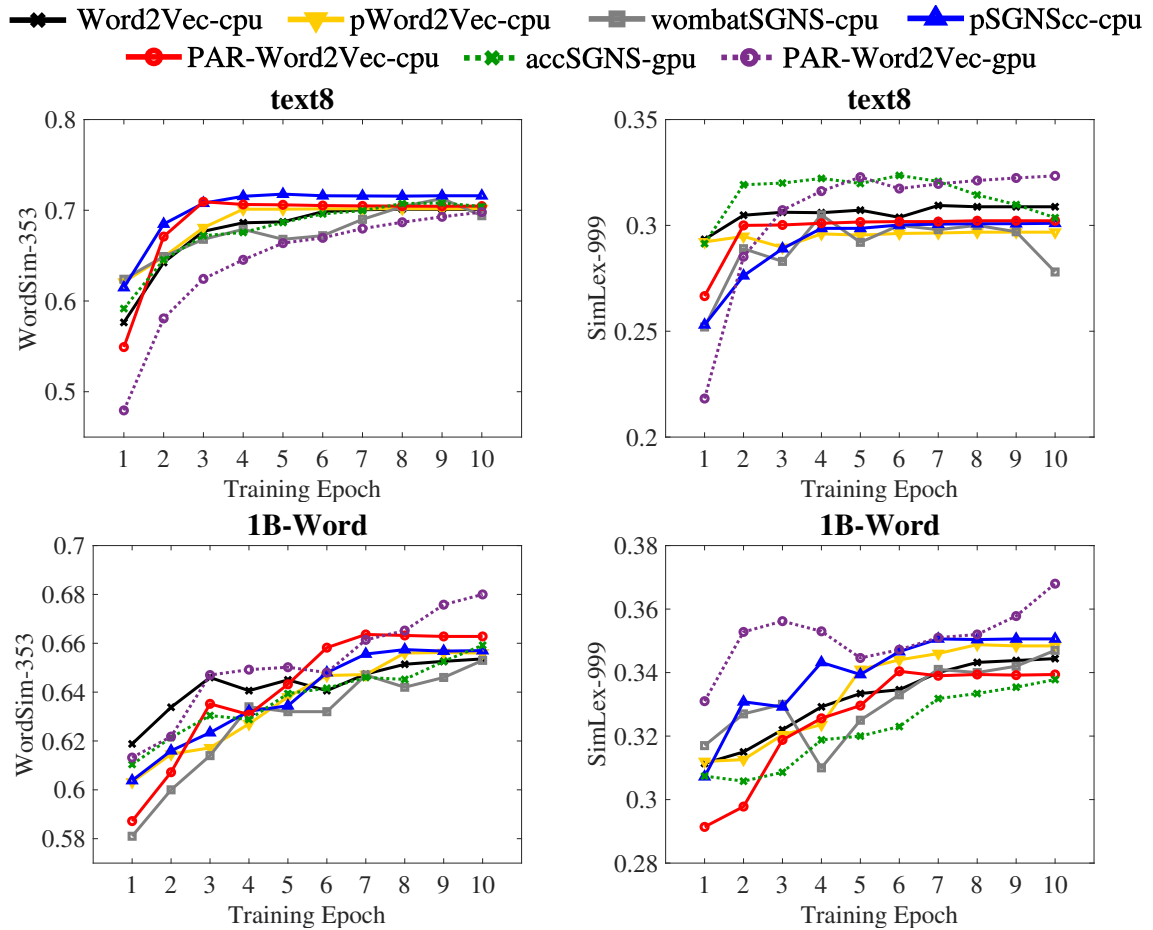 Word2Vec-cpu pWord2Vec-cpu wombatSGNS-cpu pSGNScc-cpu
PAR-Word2Vec-cpu accSGNS-gpu PAR-Word2Vec-gpu
text8
WordSim-353
0.8
0.7
0.6
0.5
1 2 3 4 5 6 7 8 9 10
Training Epoch
text8
SimLex-999
0.35
0.3
0.25
0.2
1 2 3 4 5 6 7 8 9 10
Training Epoch
1B-Word
WordSim-353
0.7
0.68
0.66
0.64
0.62
0.6
0.58
1 2 3 4 5 6 7 8 9 10
Training Epoch
1B-Word
SimLex-999
0.38
0.36
0.34
0.32
0.3
0.28
1 2 3 4 5 6 7 8 9 10
Training Epoch